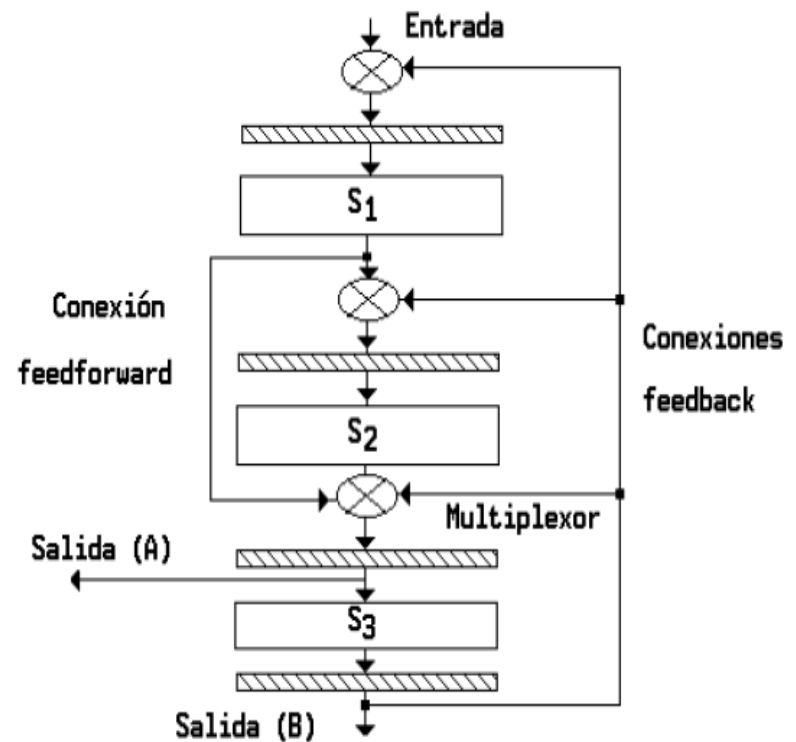 Entrada
S1
Conexión
feedforward
Conexiones
feedback
S2
Multiplexor
Salida (A)
S3
Salida (B)